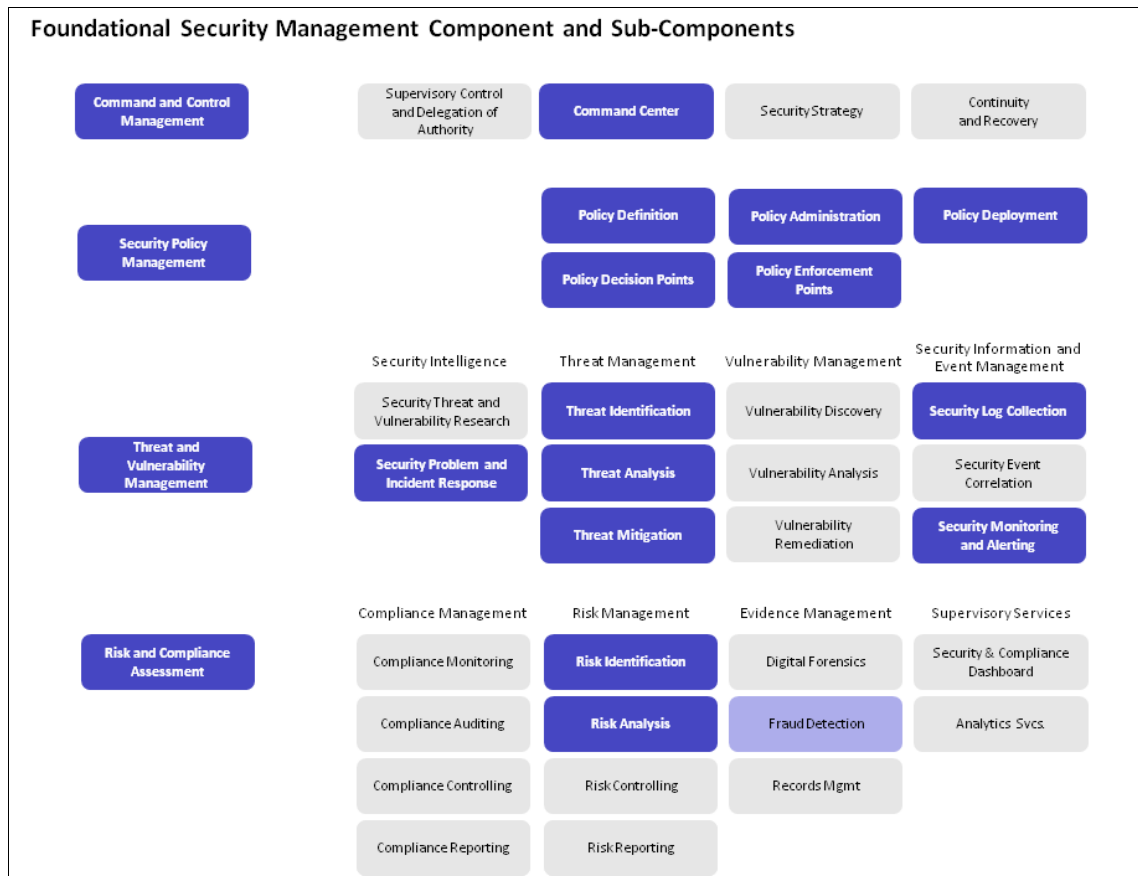 Foundational Security Management Component and Sub-Components
Command and Control
Management
Supervisory Control
and Delegation of
Authority
Command Center
Security Strategy
Continuity
and Recovery
Security Policy
Management
Policy Definition
Policy Administration
Policy Deployment
Policy Decision Points
Policy Enforcement
Points
Threat and
Vulnerability
Management
Security Intelligence
Threat Management
Vulnerability Management
Security Information and
Event Management
Security Threat and
Vulnerability Research
Threat Identification
Vulnerability Discovery
Security Log Collection
Security Problem and
Incident Response
Threat Analysis
Vulnerability Analysis
Security Event
Correlation
Threat Mitigation
Vulnerability
Remediation
Security Monitoring
and Alerting
Risk and Compliance
Assessment
Compliance Management
Risk Management
Evidence Management
Supervisory Services
Compliance Monitoring
Risk Identification
Digital Forensics
Security & Compliance
Dashboard
Compliance Auditing
Risk Analysis
Fraud Detection
Analytics Svcs.
Compliance Controlling
Risk Controlling
Records Mgmt
Compliance Reporting
Risk Reporting